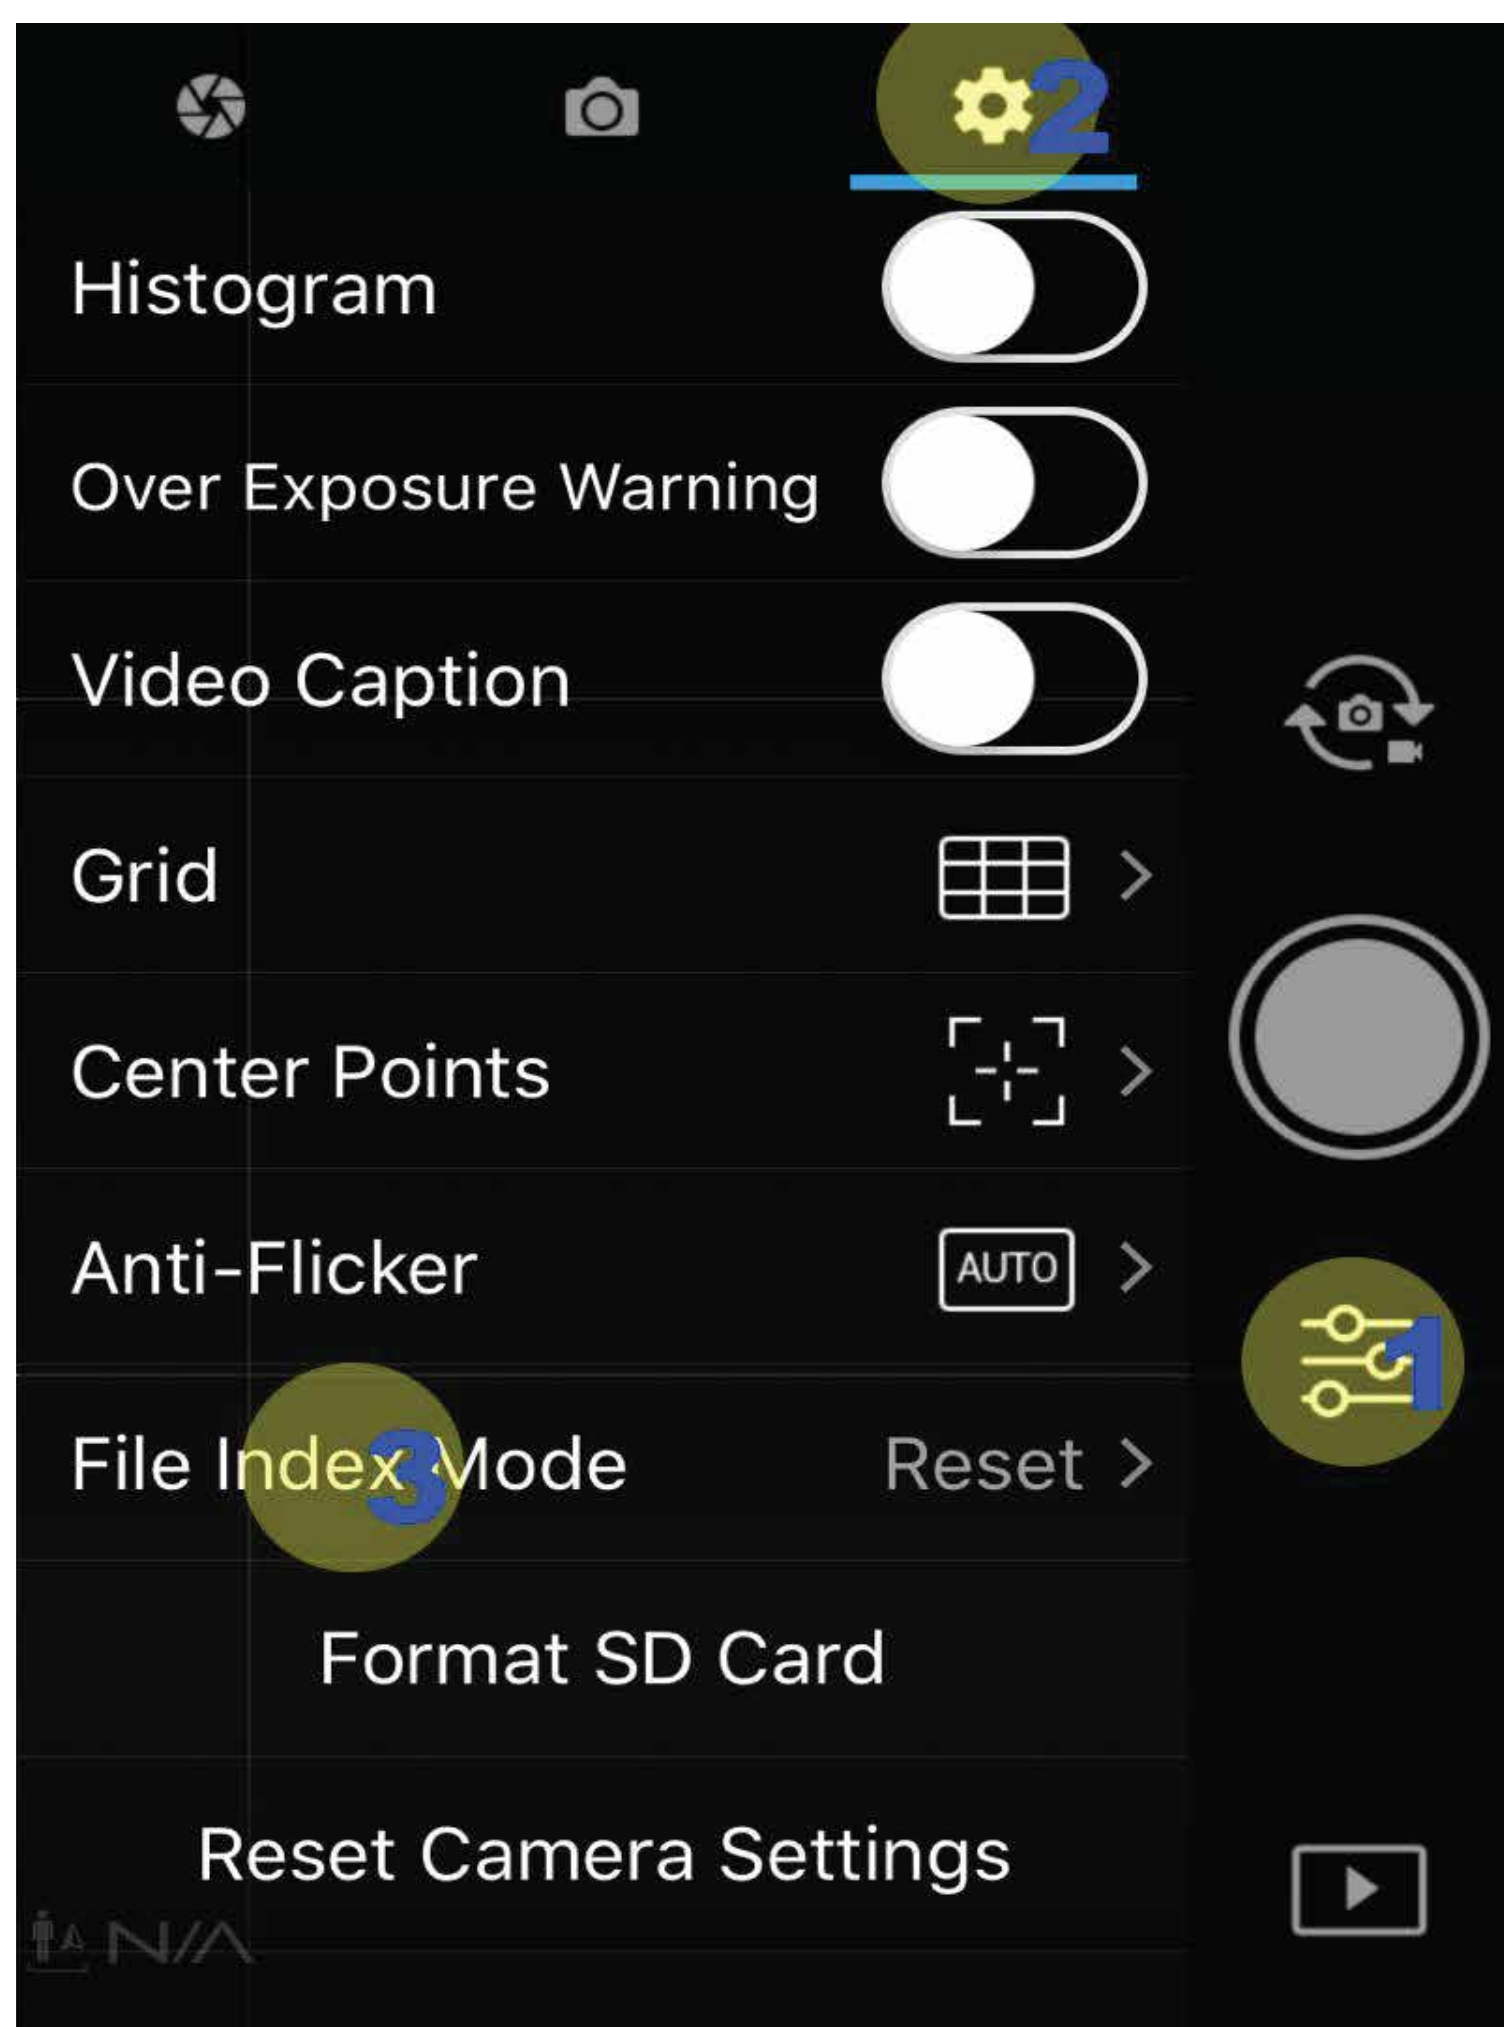 2
Histogram
Over Exposure Warning
Video Caption
Grid
Center Points
Anti-Flicker AUTO
1
File Index Mode Reset
3
Format SD Card
Reset Camera Settings
N/A